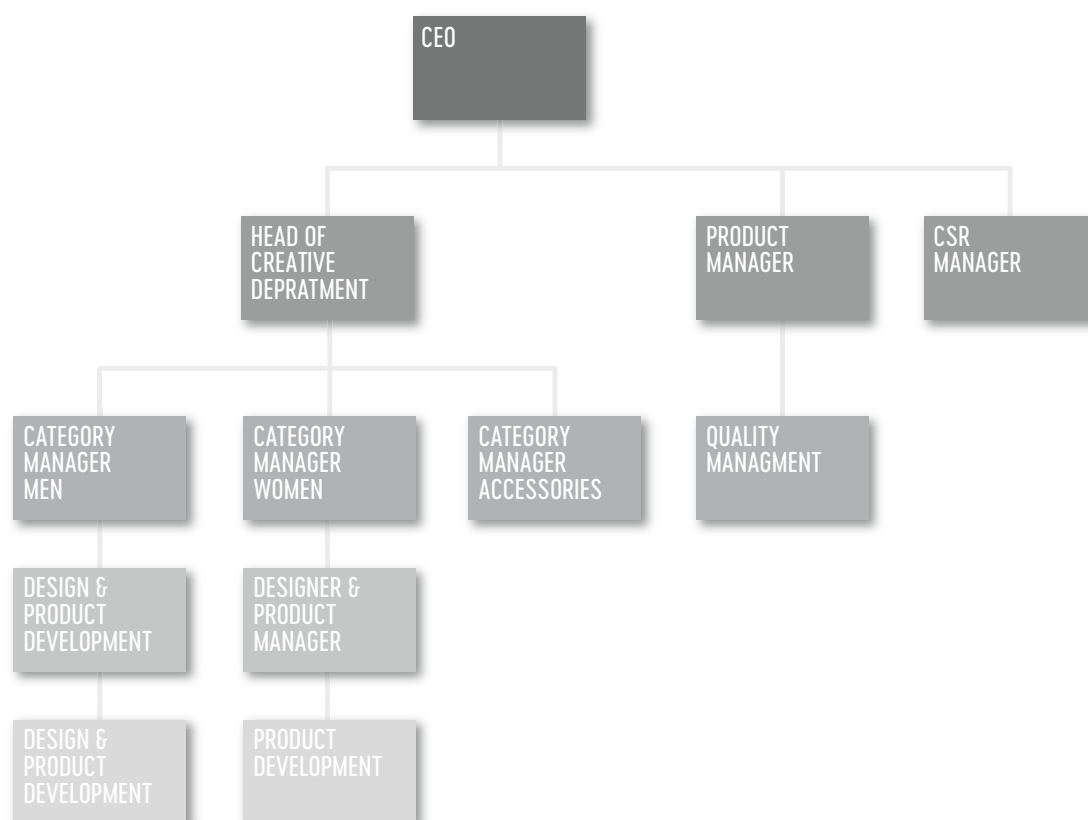 CEO
HEAD OF
CREATIVE
DEPRATMENT
PRODUCT
MANAGER
CSR
MANAGER
CATEGORY
MANAGER
MEN
CATEGORY
MANAGER
WOMEN
CATEGORY
MANAGER
ACCESSORIES
QUALITY
MANAGMENT
DESIGN &
PRODUCT
DEVELOPMENT
DESIGNER &
PRODUCT
MANAGER
DESIGN &
PRODUCT
DEVELOPMENT
PRODUCT
DEVELOPMENT